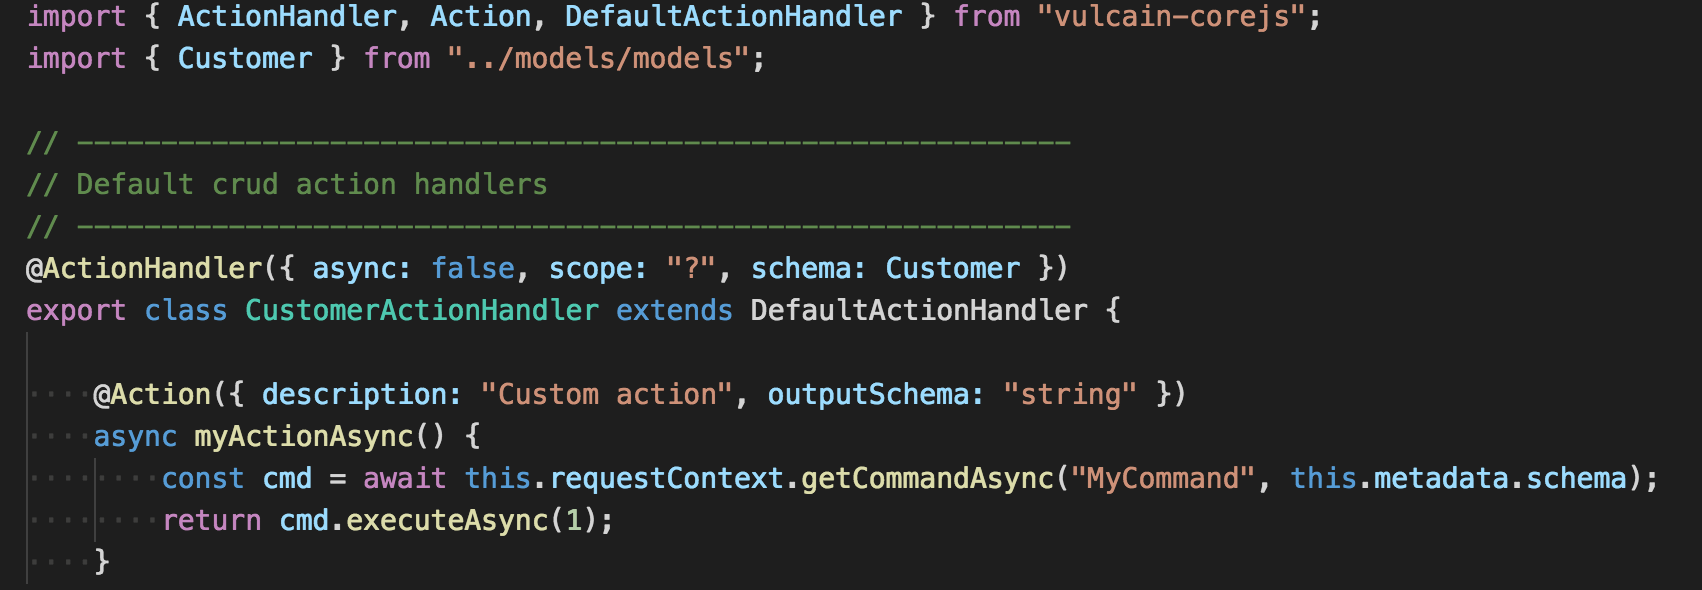 import { ActionHandler, Action, DefaultActionHandler } from "vulcain-corejs";
import { Customer } from "../models/models";
// -----------------------------------------------------------
// Default crud action handlers
// -----------------------------------------------------------
@ActionHandler({ async: false, scope: "?", schema: Customer })
export class CustomerActionHandler extends DefaultActionHandler {
    @Action({ description: "Custom action", outputSchema: "string" })
    async myActionAsync() {
        const cmd = await this.requestContext.getCommandAsync("MyCommand", this.metadata.schema);
        return cmd.executeAsync(1);
    }